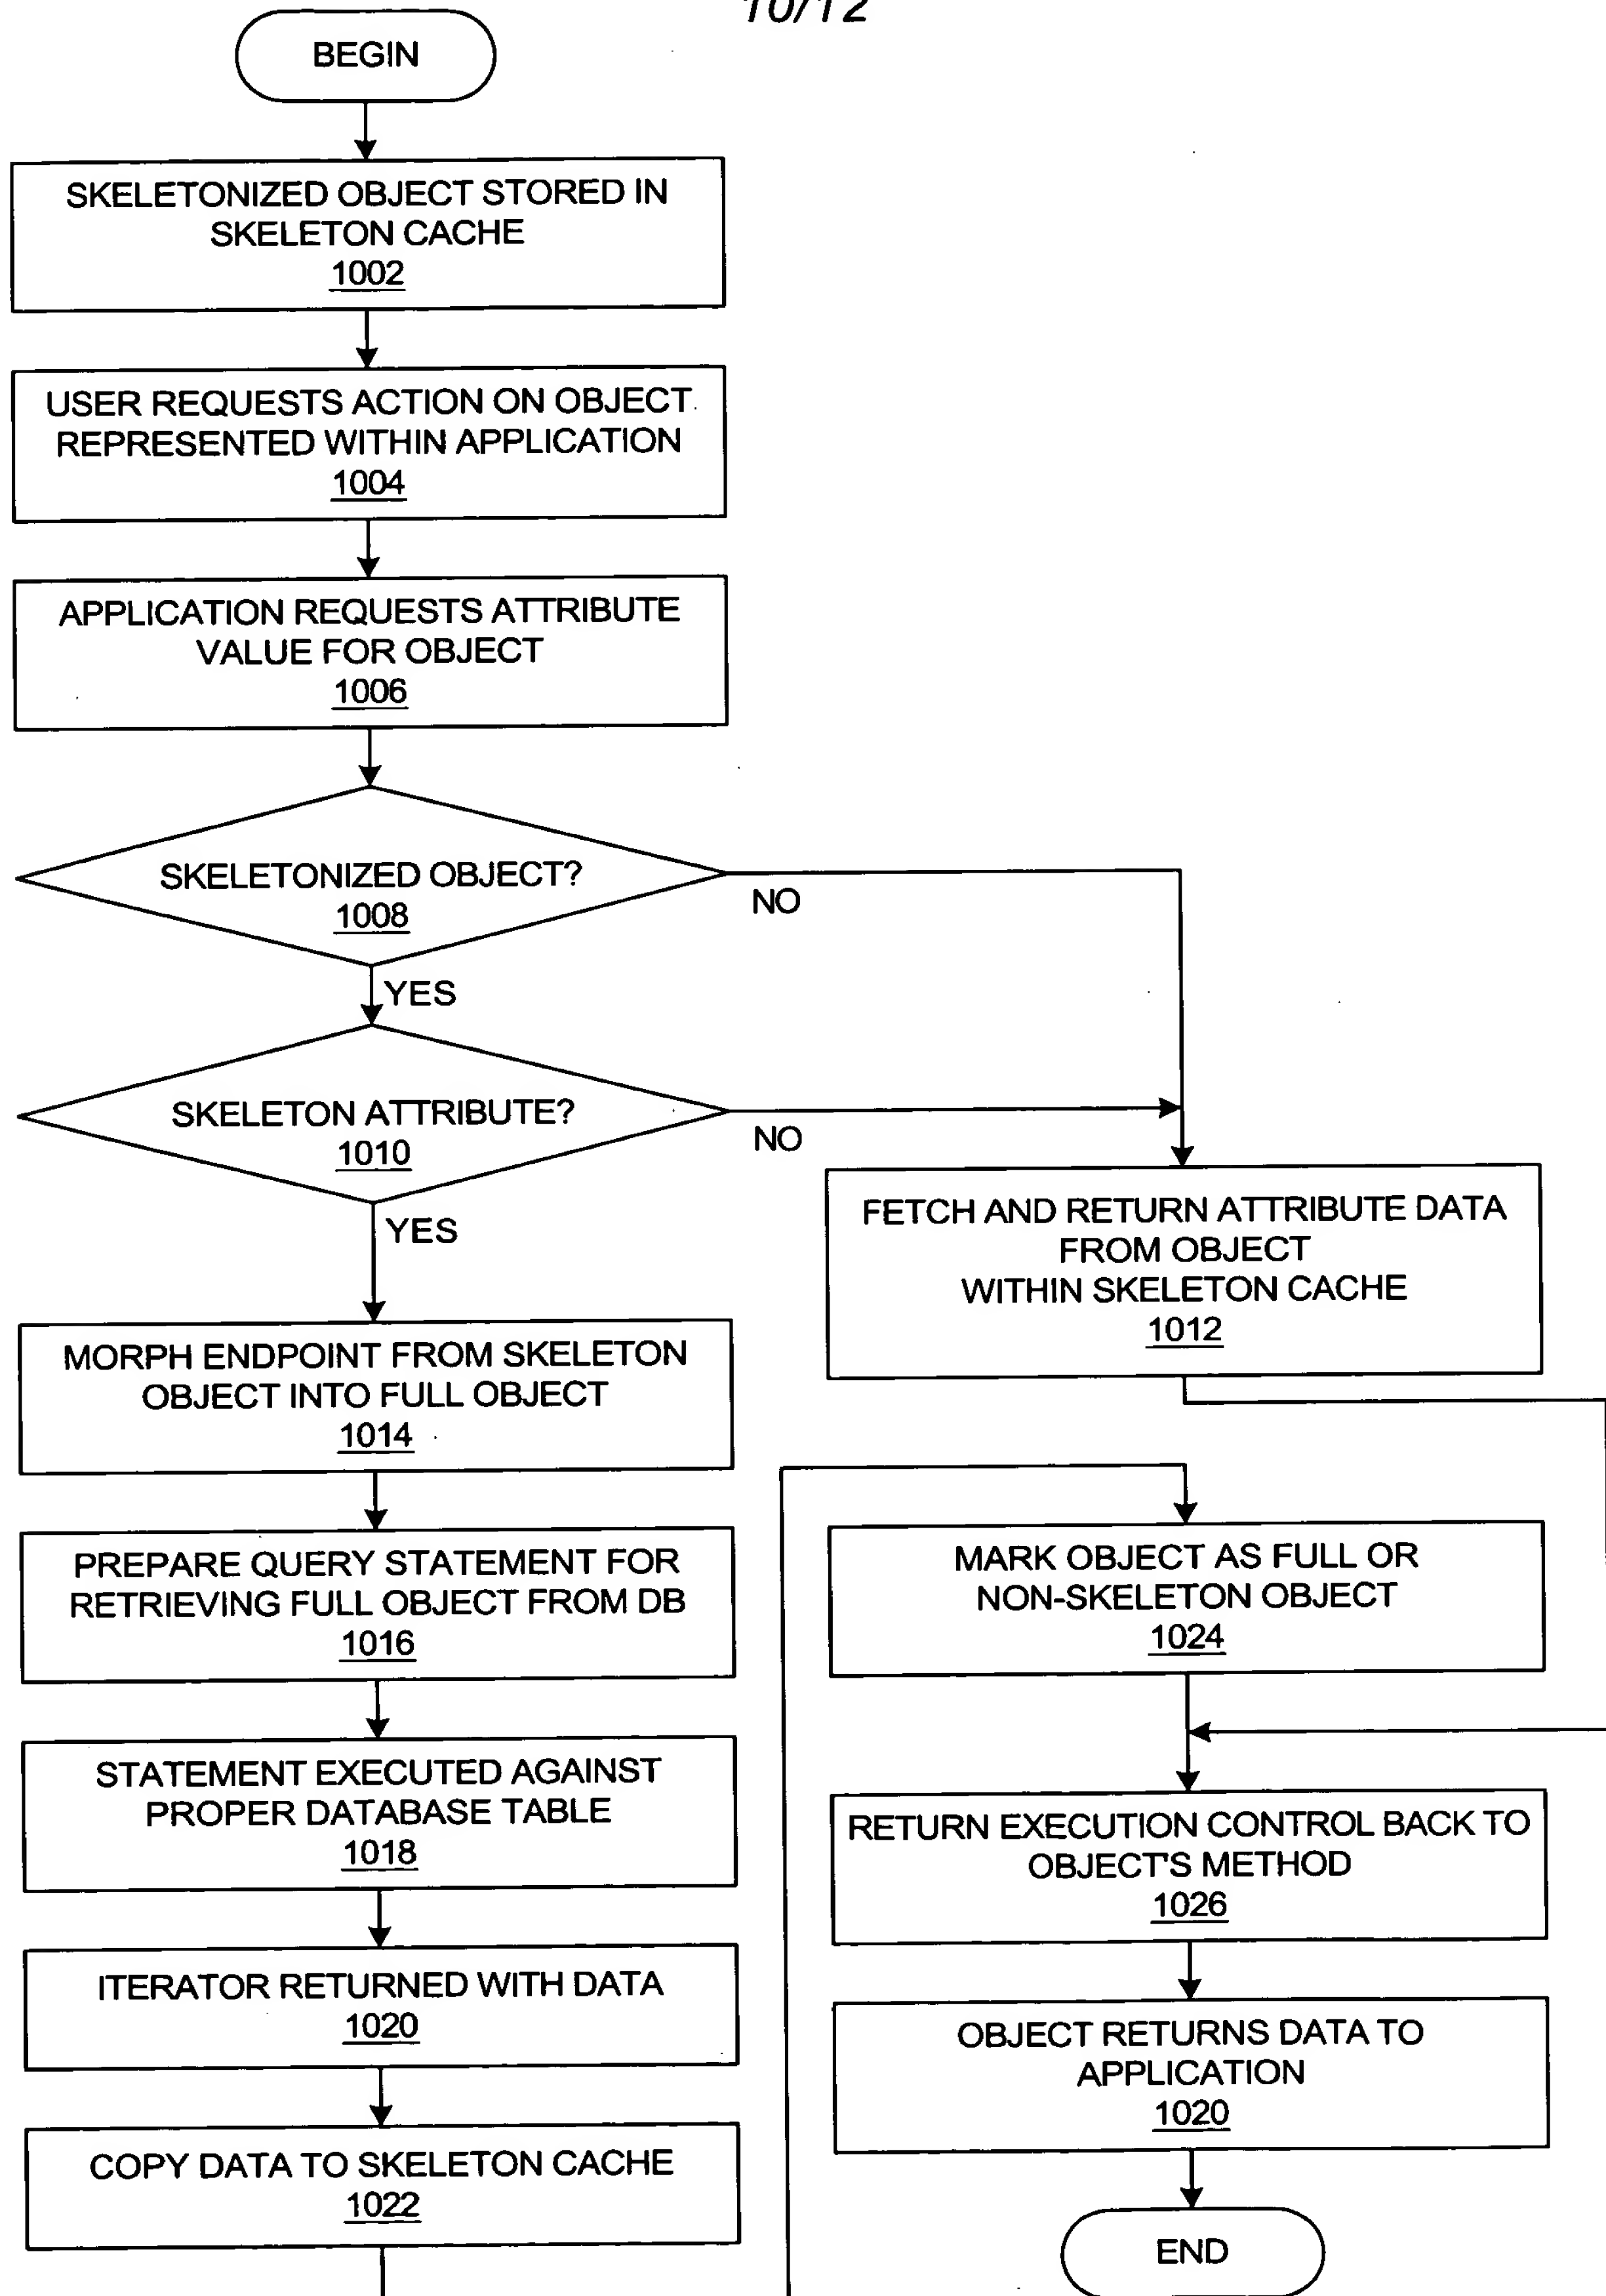 10/12
BEGIN
SKELETONIZED OBJECT STORED IN
SKELETON CACHE
1002
USER REQUESTS ACTION ON OBJECT
REPRESENTED WITHIN APPLICATION
1004
APPLICATION REQUESTS ATTRIBUTE
VALUE FOR OBJECT
1006
SKELETONIZED OBJECT?
1008
NO
YES
SKELETON ATTRIBUTE?
1010
NO
YES
FETCH AND RETURN ATTRIBUTE DATA
FROM OBJECT
WITHIN SKELETON CACHE
1012
MORPH ENDPOINT FROM SKELETON
OBJECT INTO FULL OBJECT
1014
PREPARE QUERY STATEMENT FOR
RETRIEVING FULL OBJECT FROM DB
1016
STATEMENT EXECUTED AGAINST
PROPER DATABASE TABLE
1018
ITERATOR RETURNED WITH DATA
1020
COPY DATA TO SKELETON CACHE
1022
MARK OBJECT AS FULL OR
NON-SKELETON OBJECT
1024
RETURN EXECUTION CONTROL BACK TO
OBJECT'S METHOD
1026
OBJECT RETURNS DATA TO
APPLICATION
1020
END